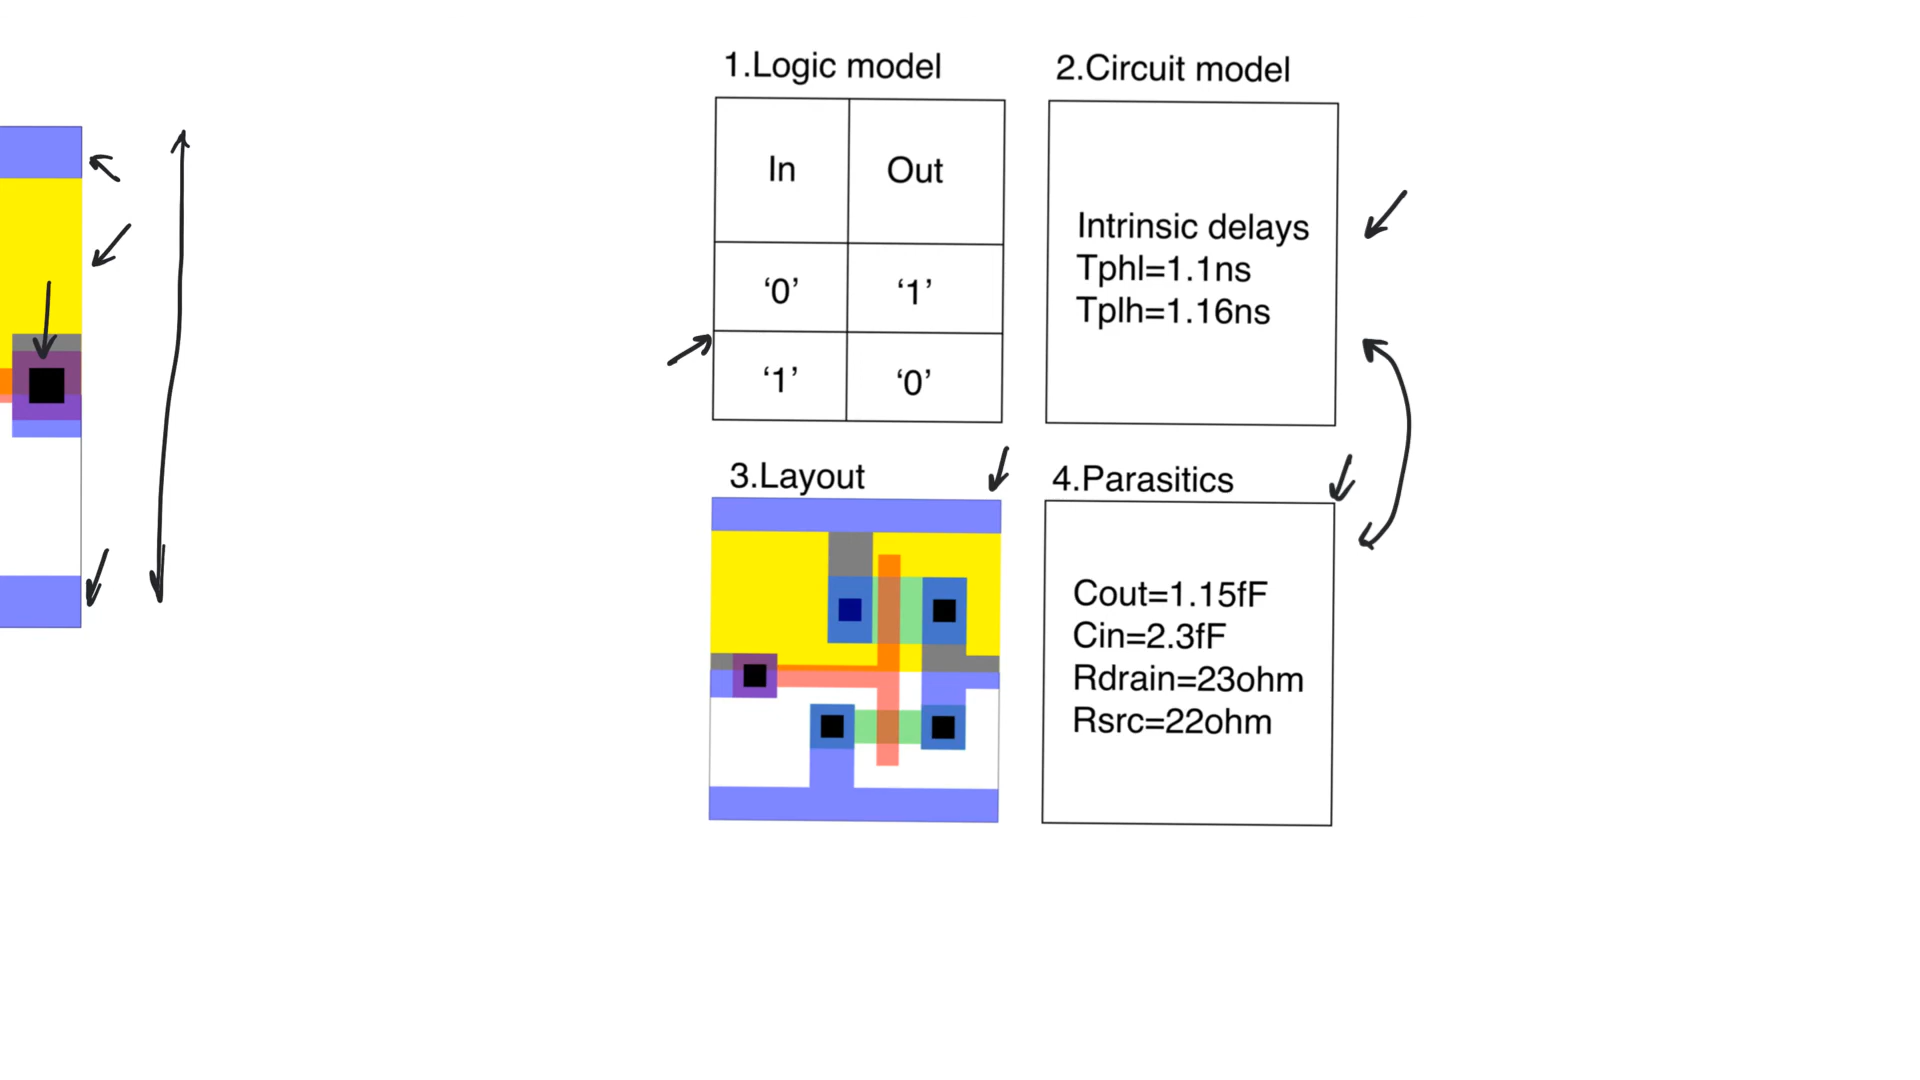 1.Logic model
In Out
‘0’ ‘1’
‘1’ ‘0’
2.Circuit model
Intrinsic delays
Tphl=1.1ns
Tplh=1.16ns
3.Layout
4.Parasitics
Cout=1.15fF
Cin=2.3fF
Rdrain=23ohm
Rsrc=22ohm